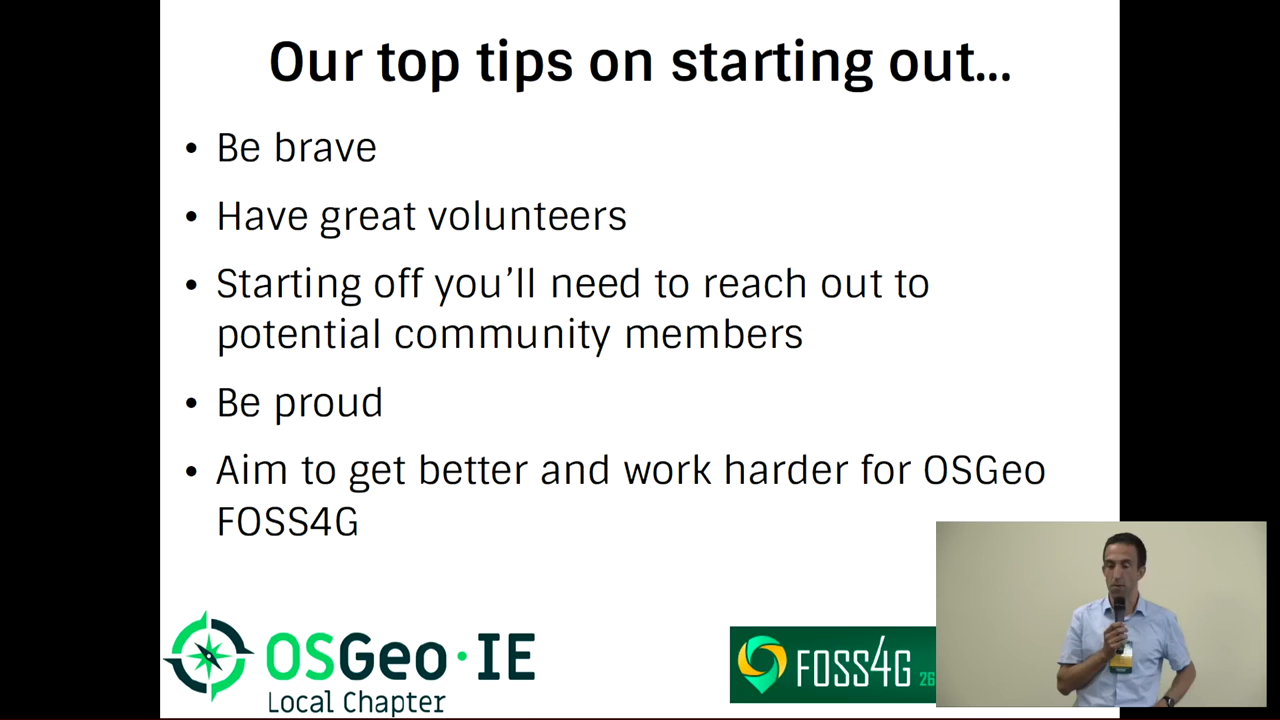 Our top tips on starting out...
• Be brave
• Have great volunteers
• Starting off you’ll need to reach out to
potential community members
• Be proud
• Aim to get better and work harder for OSGeo
FOSS4G
OSGeo·IE
Local Chapter
FOSS4G
26